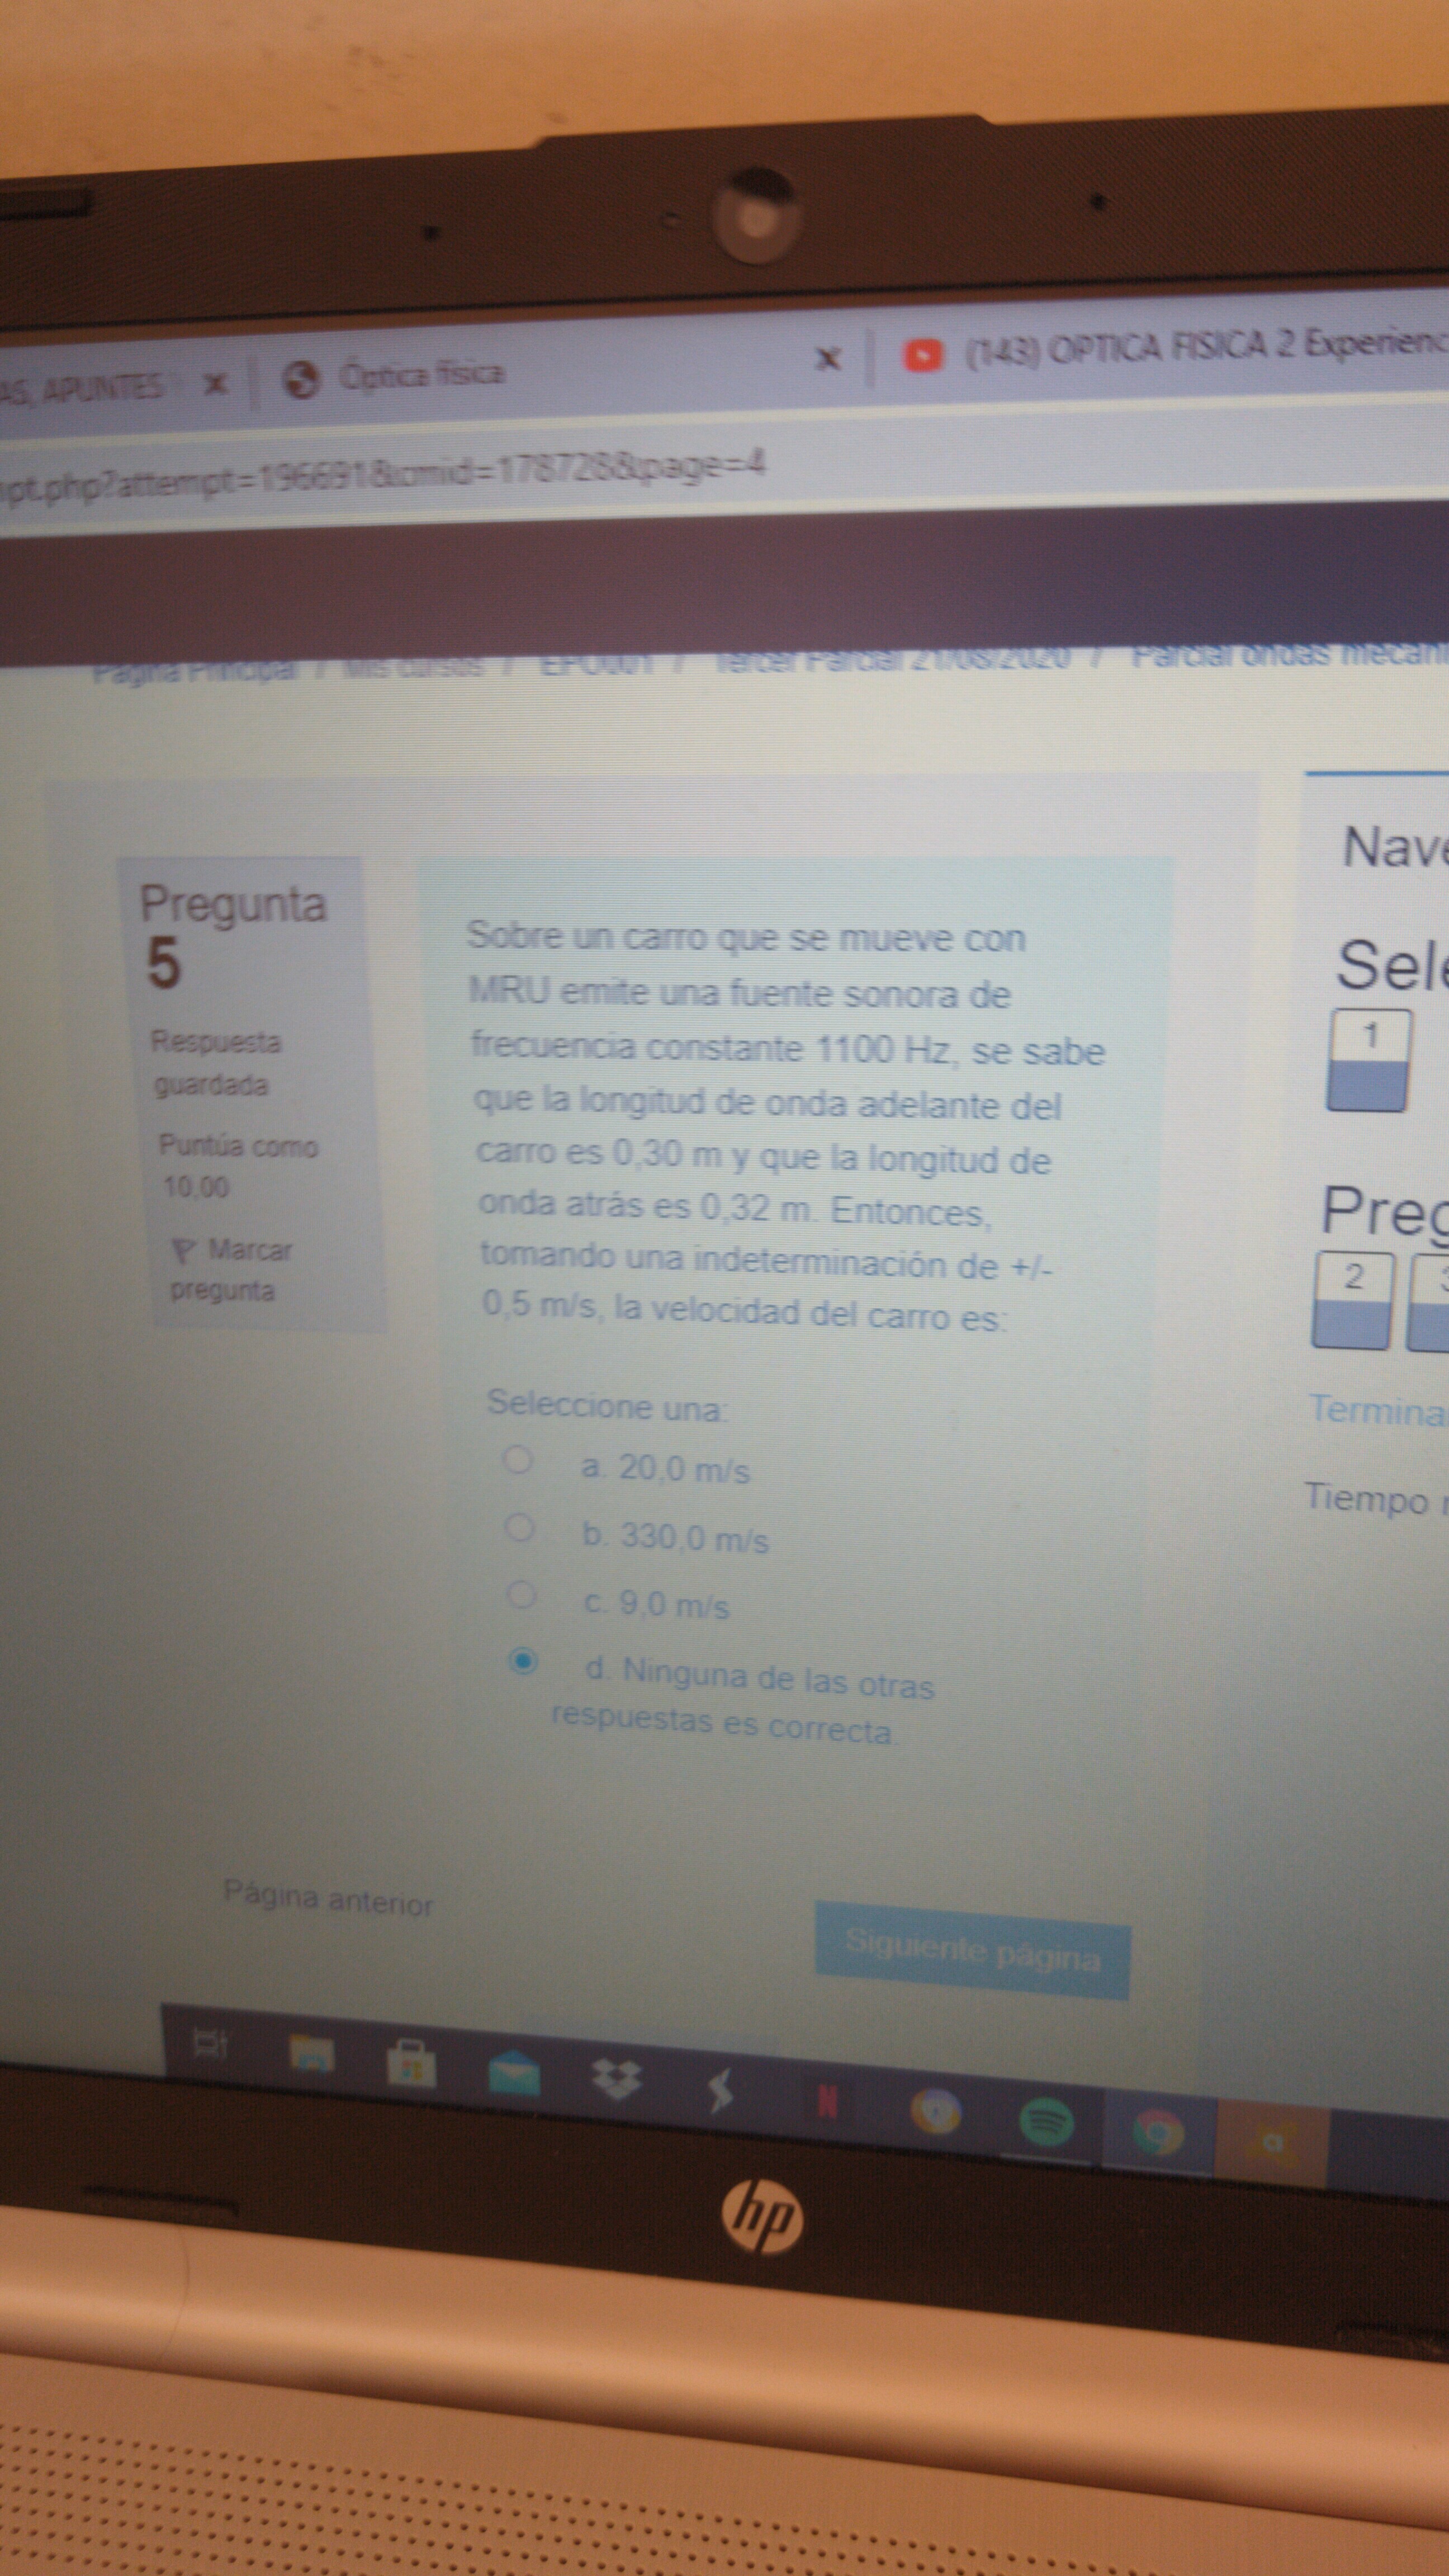 AS, APUNTES
Óptica física
(143) OPTICA FISICA 2 Experienc
pt.php?attempt=196691&cmid=178728&page=4
Página Principal / Mis cursos / EPO001 / Tercer Parcial 21/08/2020 / Parcial ondas mecán
Pregunta
5
Respuesta
guardada
Puntúa como
10,00
Marcar
pregunta
Sobre un carro que se mueve con
MRU emite una fuente sonora de
frecuencia constante 1100 Hz, se sabe
que la longitud de onda adelante del
carro es 0,30 m y que la longitud de
onda atrás es 0,32 m. Entonces,
tomando una indeterminación de +/-
0,5 m/s, la velocidad del carro es:
Seleccione una:
a. 20,0 m/s
b. 330,0 m/s
c. 9,0 m/s
d. Ninguna de las otras
respuestas es correcta.
Página anterior
Siguiente página
Nave
Sele
1
Preg
2
Termina
Tiempo r
N
a
hp